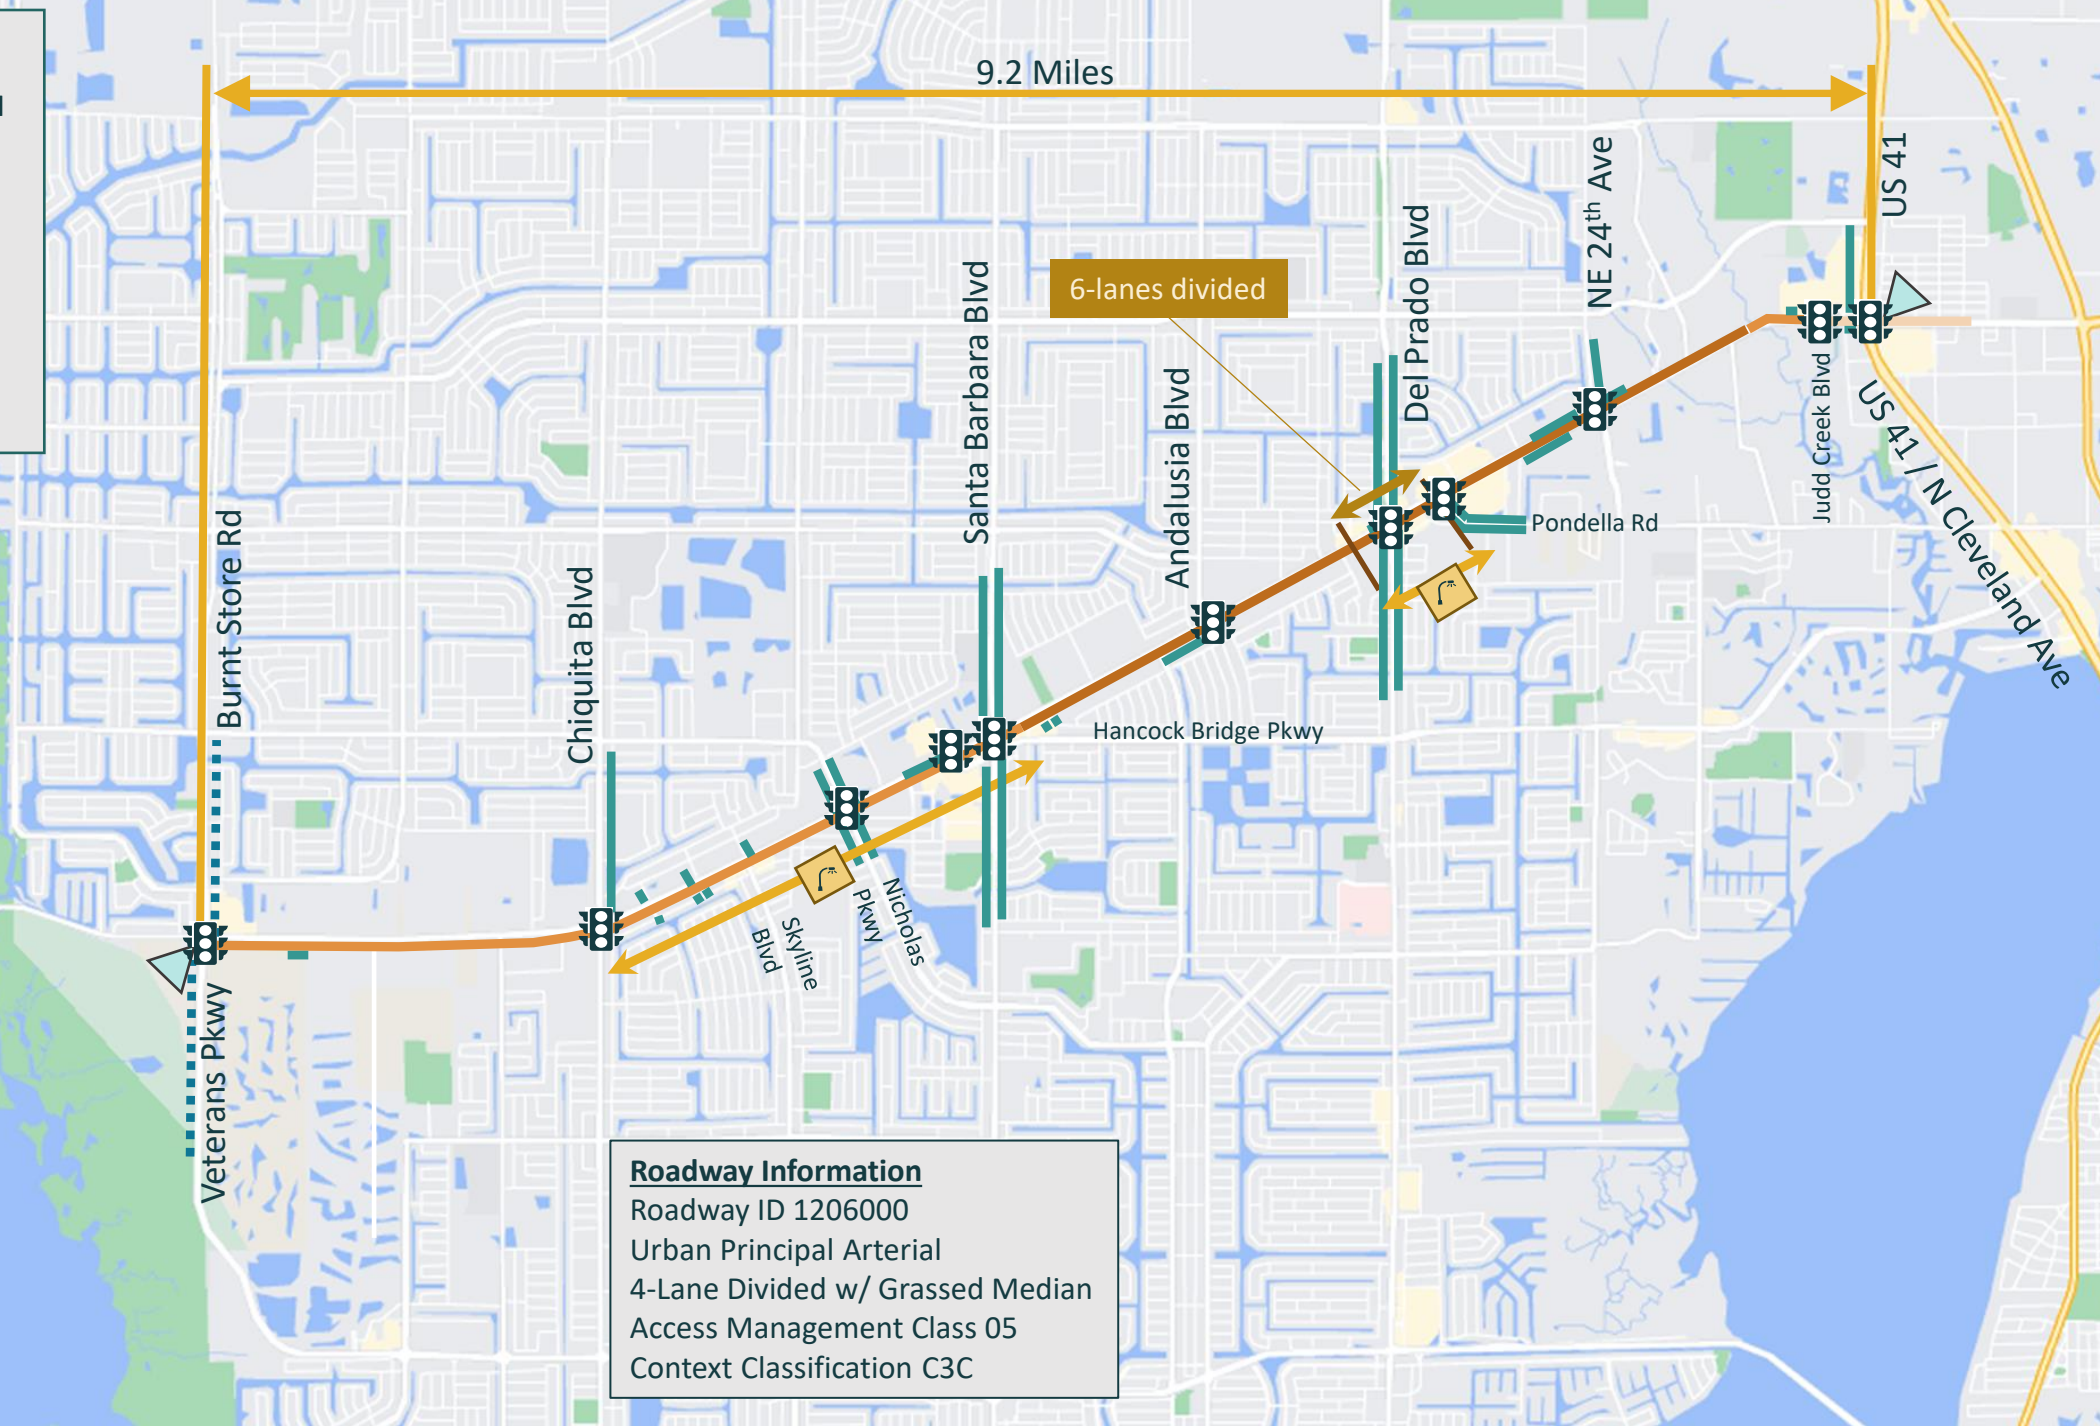 9.2 Miles
US 41
NE 24th Ave
Del Prado Blvd
Santa Barbara Blvd
6-lanes divided
Andalusia Blvd
Judd Creek Blvd
US 41 / N Cleveland Ave
Burnt Store Rd
Chiquita Blvd
Pondella Rd
Hancock Bridge Pkwy
Nicholas
Pkwy
Skyline
Blvd
Veterans Pkwy
Roadway Information
Roadway ID 1206000
Urban Principal Arterial
4-Lane Divided w/ Grassed Median
Access Management Class 05
Context Classification C3C